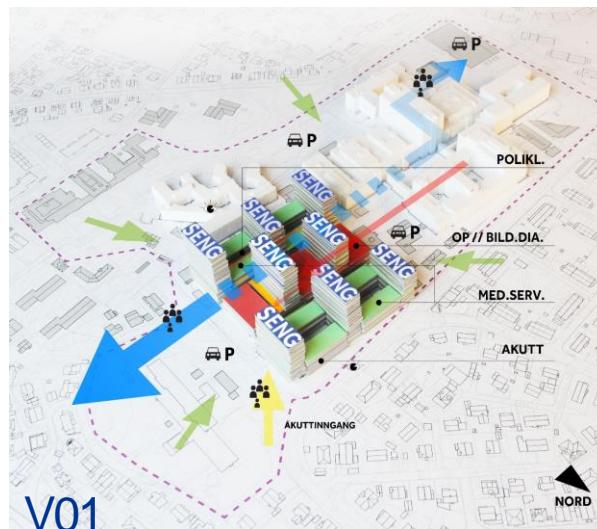 P
P
POLIKL.
SENG
SENG
SENG
SENG
P
OP // BILD.DIA.
SENG
SENG
SENG
MED.SERV.
SENG
P
AKUTT
AKUTTINNGANG
NORD
V01